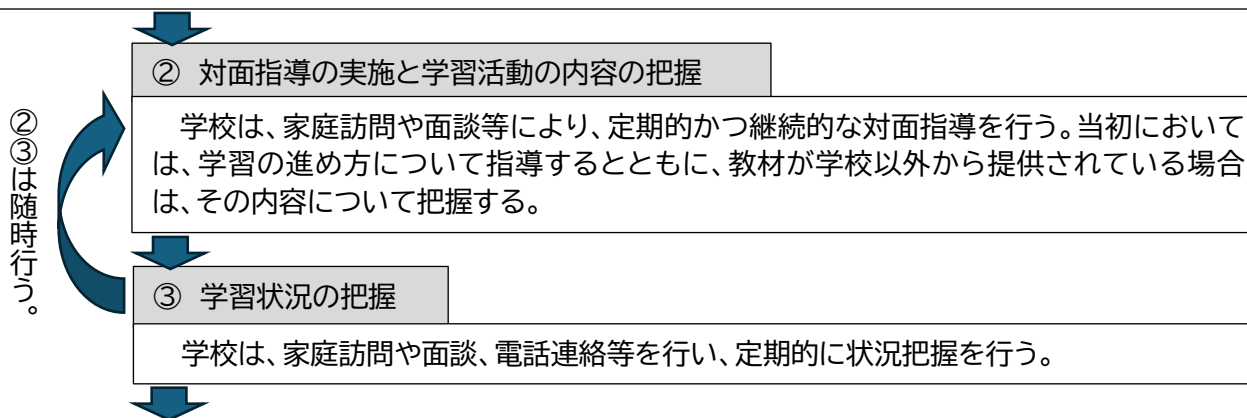 ② 対面指導の実施と学習活動の内容の把握
学校は、家庭訪問や面談等により、定期的かつ継続的な対面指導を行う。当初において
は、学習の進め方について指導するとともに、教材が学校以外から提供されている場合
は、その内容について把握する。
②③は随時行う。
③ 学習状況の把握
学校は、家庭訪問や面談、電話連絡等を行い、定期的に状況把握を行う。